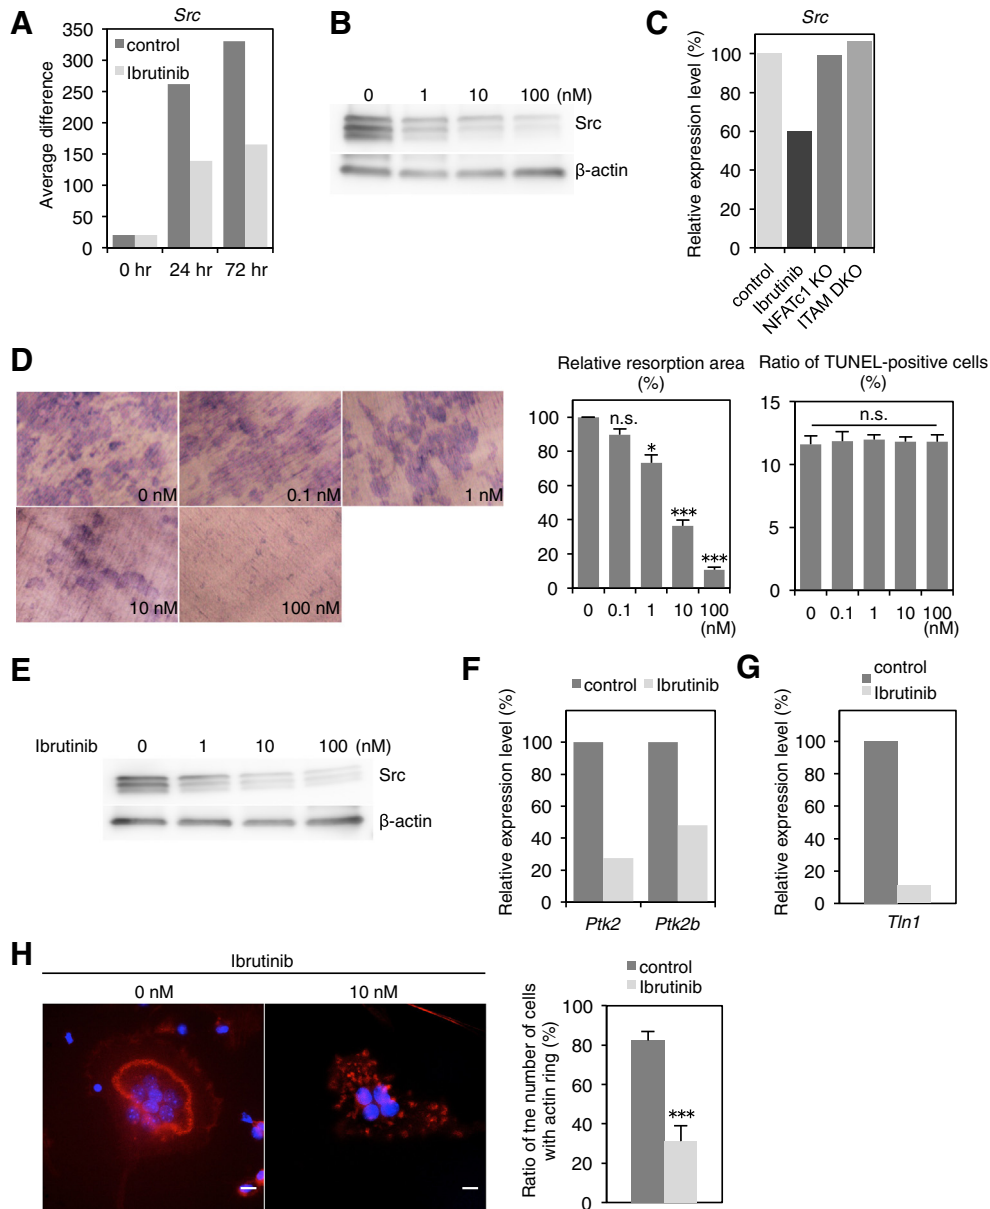 A
Src
control
Ibrutinib
Average difference
350
300
250
200
150
100
50
0
0 hr
24 hr
72 hr
B
0 1 10 100 (nM)
Src
β-actin
C
Src
Relative expression level (%)
100
80
60
40
20
0
control
Ibrutinib
NFATc1 KO
ITAM DKO
D
0 nM
0.1 nM
1 nM
10 nM
100 nM
Relative resorption area
(%)
100
80
60
40
20
0
n.s.
*
***
***
0 0.1 1 10 100
(nM)
Ratio of TUNEL-positive cells
(%)
15
10
5
0
n.s.
0 0.1 1 10 100
(nM)
E
Ibrutinib 0 1 10 100 (nM)
Src
β-actin
F
control Ibrutinib
Relative expression level (%)
100
80
60
40
20
0
Ptk2 Ptk2b
G
control
Ibrutinib
Relative expression level (%)
100
80
60
40
20
0
Tln1
H
Ibrutinib
0 nM 10 nM
control
Ibrutinib
Ratio of tne number of cells
with actin ring (%)
100
80
60
40
20
0
***